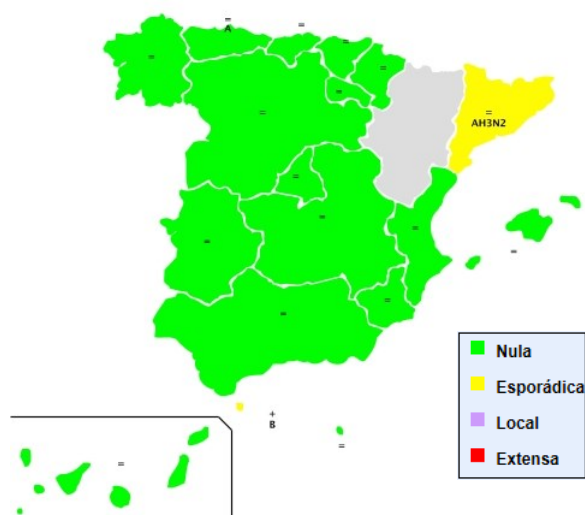 =
A
=
=
=
=
=
=
=
AH3N2
=
=
=
=
=
=
=
Nula
Esporádica
Local
Extensa
+
B
=
=